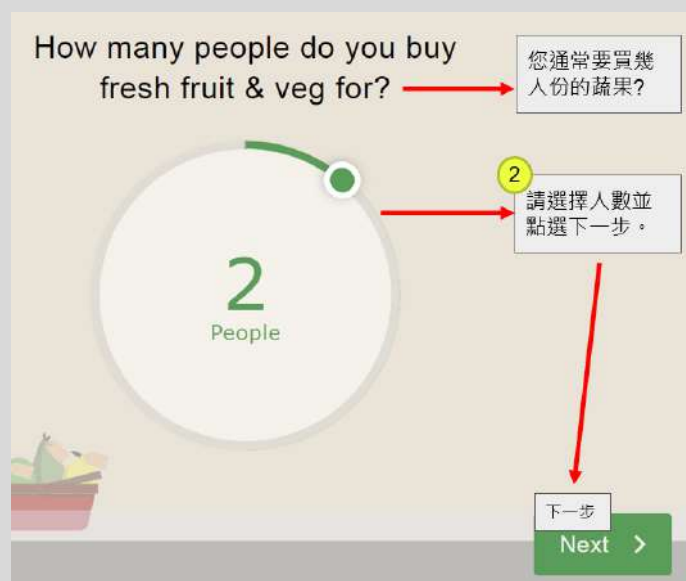 How many people do you buy
fresh fruit & veg for?
您通常要買幾
人份的蔬果?
2
請選擇人數並
點選下一步。
2
People
下一步
Next